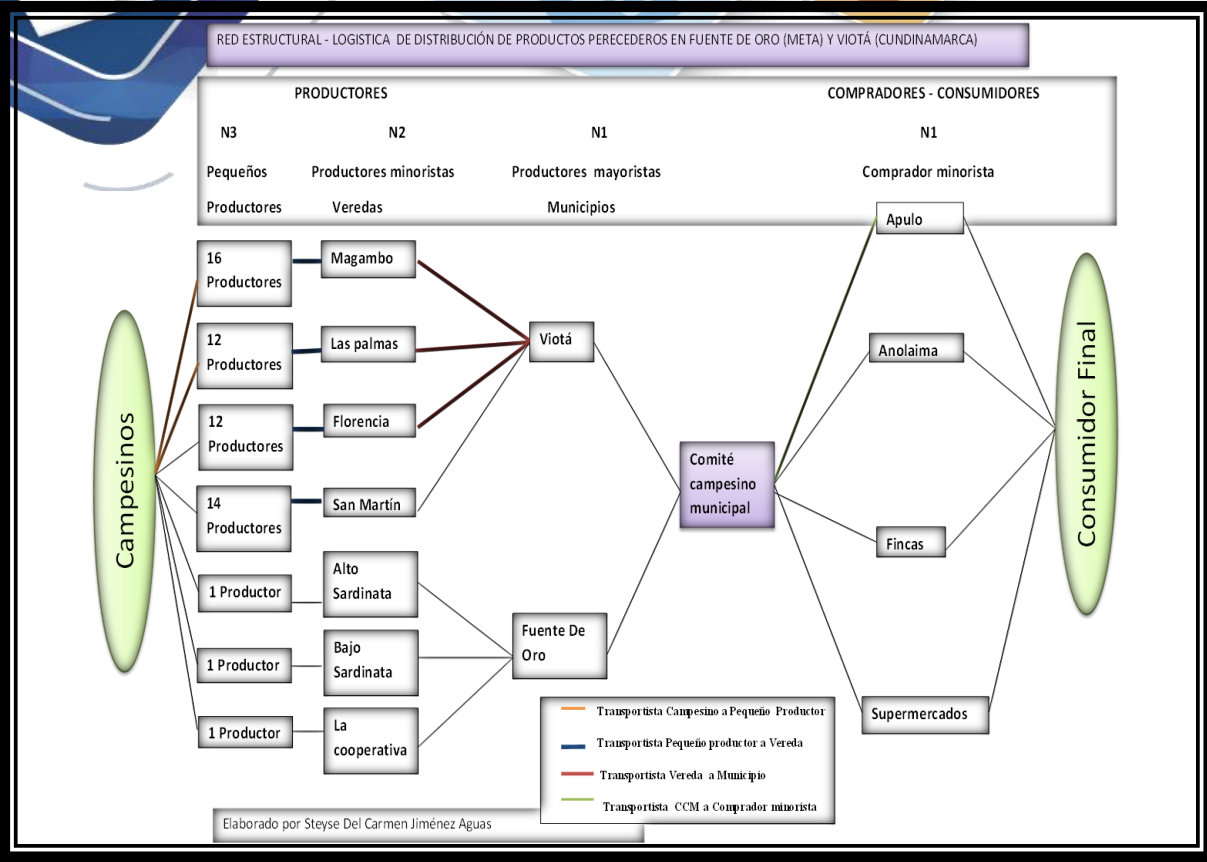 RED ESTRUCTURAL - LOGISTICA DE DISTRIBUCIÓN DE PRODUCTOS PERECEDEROS EN FUENTE DE ORO (META) Y VIOTÁ (CUNDINAMARCA)
PRODUCTORES
COMPRADORES - CONSUMIDORES
N3
N2
N1
N1
Pequeños
Productores minoristas
Productores mayoristas
Comprador minorista
Productores
Veredas
Municipios
Campesinos
16
Productores
12
Productores
12
Productores
14
Productores
1 Productor
1 Productor
1 Productor
Magambo
Las palmas
Florencia
San Martín
Alto
Sardinata
Bajo
Sardinata
La
cooperativa
Viotá
Fuente De
Oro
Comité
campesino
municipal
Apulo
Anolaima
Fincas
Supermercados
Consumidor Final
Transportista Campesino a Pequeño Productor
Transportista Pequeño productor a Vereda
Transportista Vereda a Municipio
Transportista CCM a Comprador minorista
Elaborado por Steyse Del Carmen Jiménez Aguas